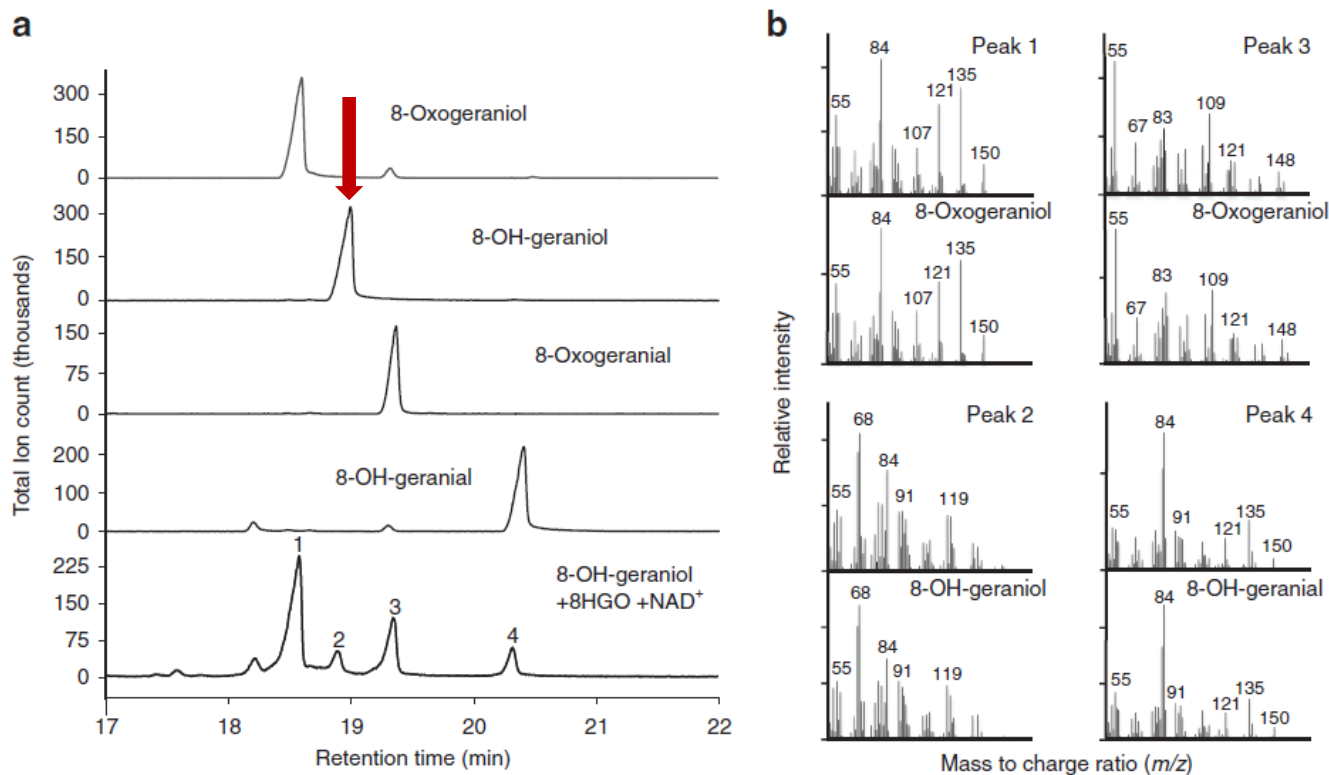 a
Total Ion count (thousands)
300
150
0
8-Oxogeraniol
300
150
0
8-OH-geraniol
150
75
0
8-Oxogeranial
200
100
0
8-OH-geranial
225
150
75
0
1
2
3
4
8-OH-geraniol
+8HGO +NAD⁺
17 18 19 20 21 22
Retention time (min)
b
Relative intensity
Peak 1
55 84 107 121 135 150
8-Oxogeraniol
55 84 107 121 135 150
Peak 3
55 67 83 109 121 148
8-Oxogeraniol
55 67 83 109 121 148
Peak 2
55 68 84 91 119
8-OH-geraniol
55 68 84 91 119
Peak 4
55 84 91 121 135 150
8-OH-geranial
55 84 91 121 135 150
Mass to charge ratio (m/z)